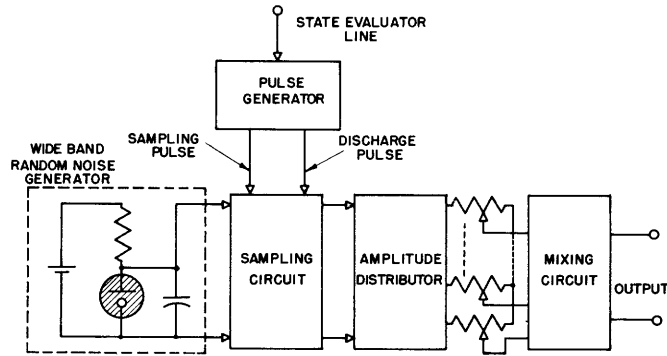 STATE EVALUATOR
LINE
PULSE
GENERATOR
SAMPLING
PULSE
DISCHARGE
PULSE
WIDE BAND
RANDOM NOISE
GENERATOR
SAMPLING
CIRCUIT
AMPLITUDE
DISTRIBUTOR
MIXING
CIRCUIT
OUTPUT